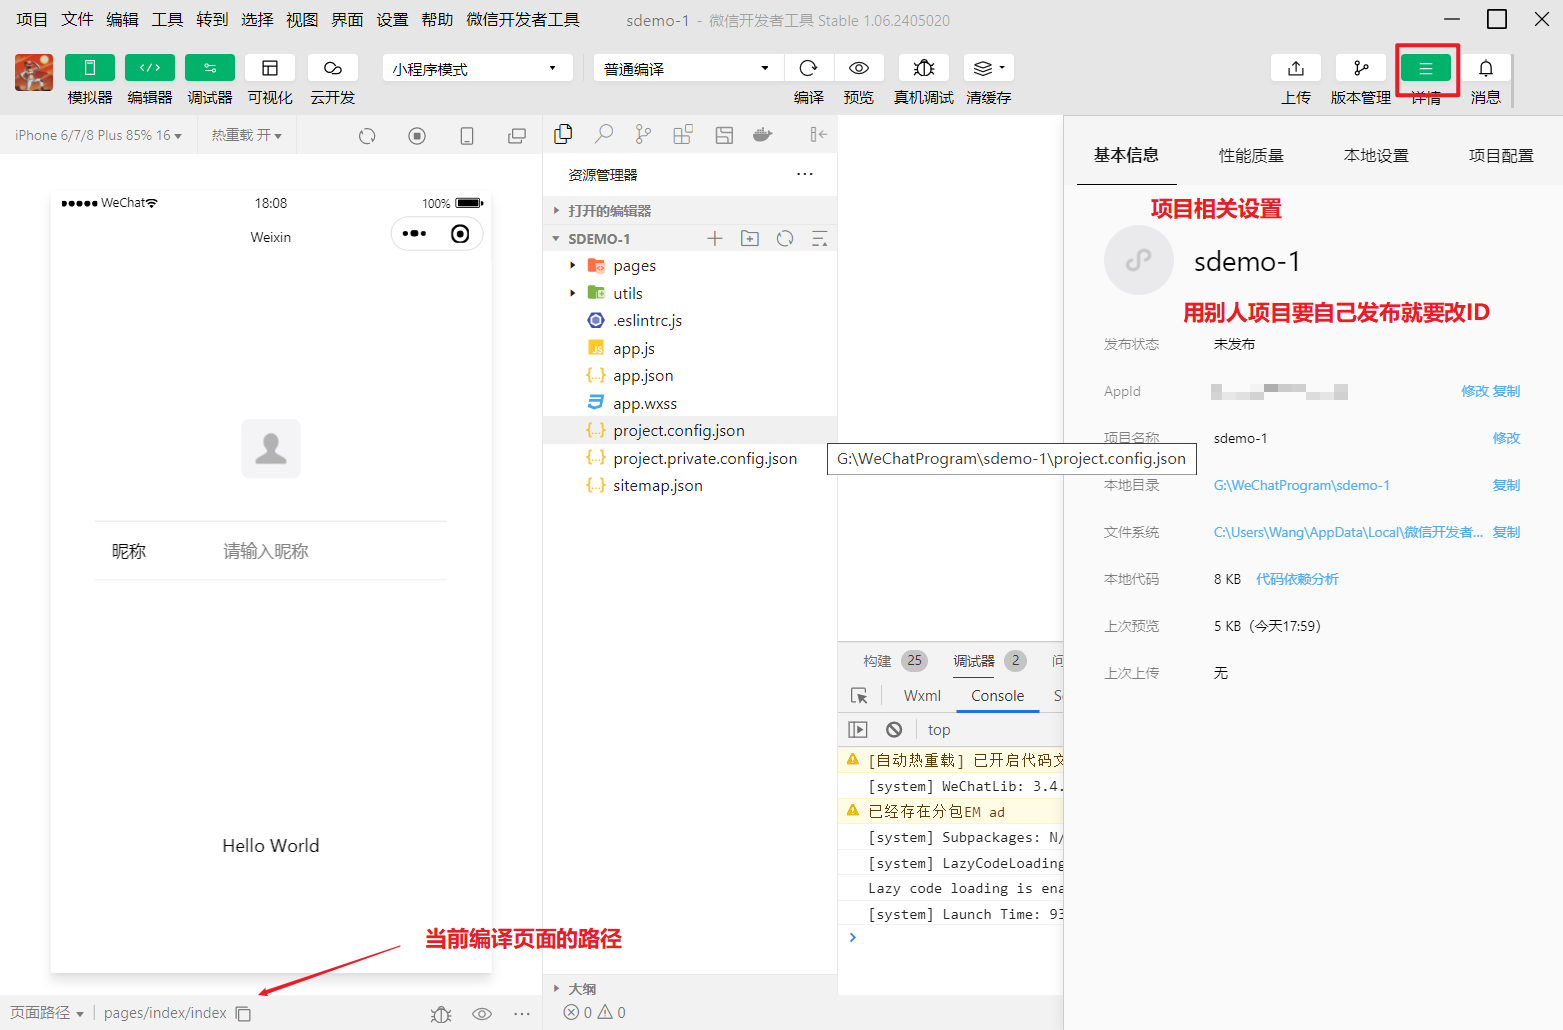 项目 文件 编辑 工具 转到 选择 视图 界面 设置 帮助 微信开发者工具
sdemo-1 - 微信开发者工具 Stable 1.06.2405020
小程序模式
普通编译
模拟器 编辑器 调试器 可视化 云开发
编译 预览 真机调试 清缓存
上传 版本管理 详情 消息
iPhone 6/7/8 Plus 85% 16
热重载 开
WeChat
18:08
100%
Weixin
昵称
请输入昵称
Hello World
当前编译页面的路径
页面路径
pages/index/index
资源管理器
打开的编辑器
SDEMO-1
pages
utils
.eslintrc.js
app.js
app.json
app.wxss
project.config.json
project.private.config.json
sitemap.json
G:\WeChatProgram\sdemo-1\project.config.json
大纲
0 0
构建 25 调试器 2
Wxml Console
top
[自动热重载] 已开启代码文
[system] WeChatLib: 3.4.
已经存在分包EM ad
[system] Subpackages: N/
[system] LazyCodeLoading
Lazy code loading is ena
[system] Launch Time: 93
基本信息 性能质量 本地设置 项目配置
项目相关设置
sdemo-1
用别人项目要自己发布就要改ID
发布状态 未发布
AppId 修改 复制
项目名称 sdemo-1 修改
本地目录 G:\WeChatProgram\sdemo-1 复制
文件系统 C:\Users\Wang\AppData\Local\微信开发者... 复制
本地代码 8 KB 代码依赖分析
上次预览 5 KB（今天17:59）
上次上传 无